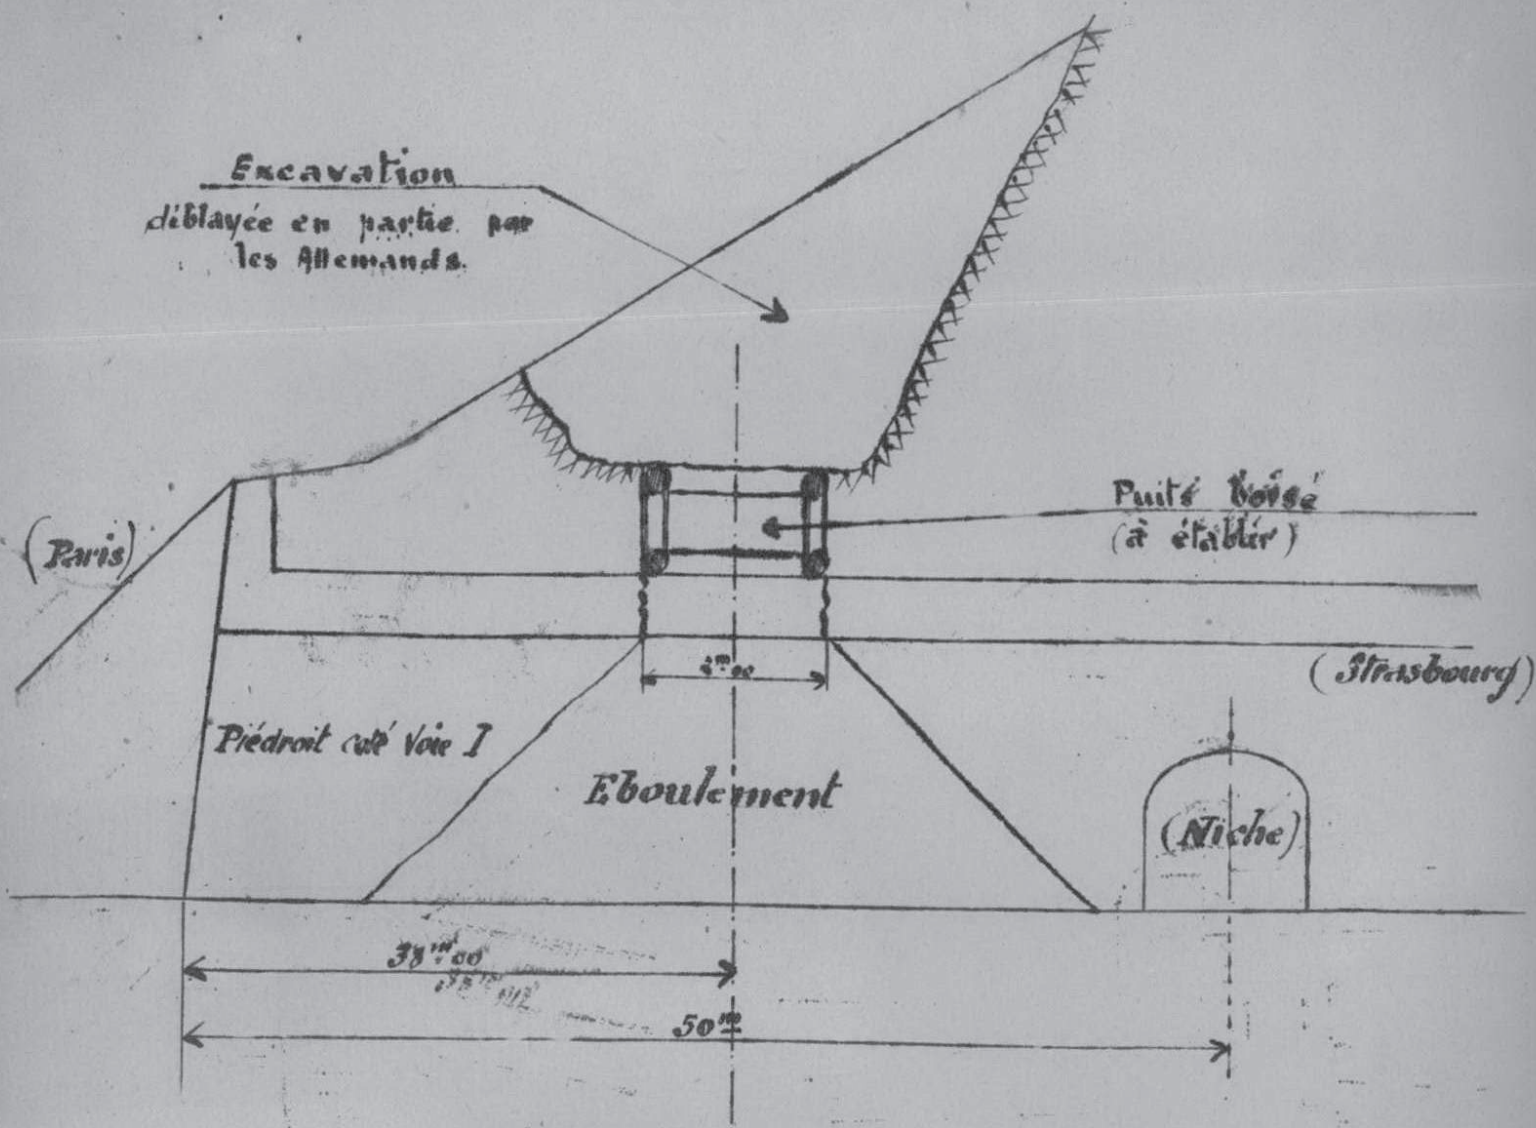 Excavation
déblayée en partie par
les Allemands.
(Paris)
Puits boisé
(à établir)
(Strasbourg)
Piédroit côté Voie I
Eboulement
(Niche)
38m00
50m